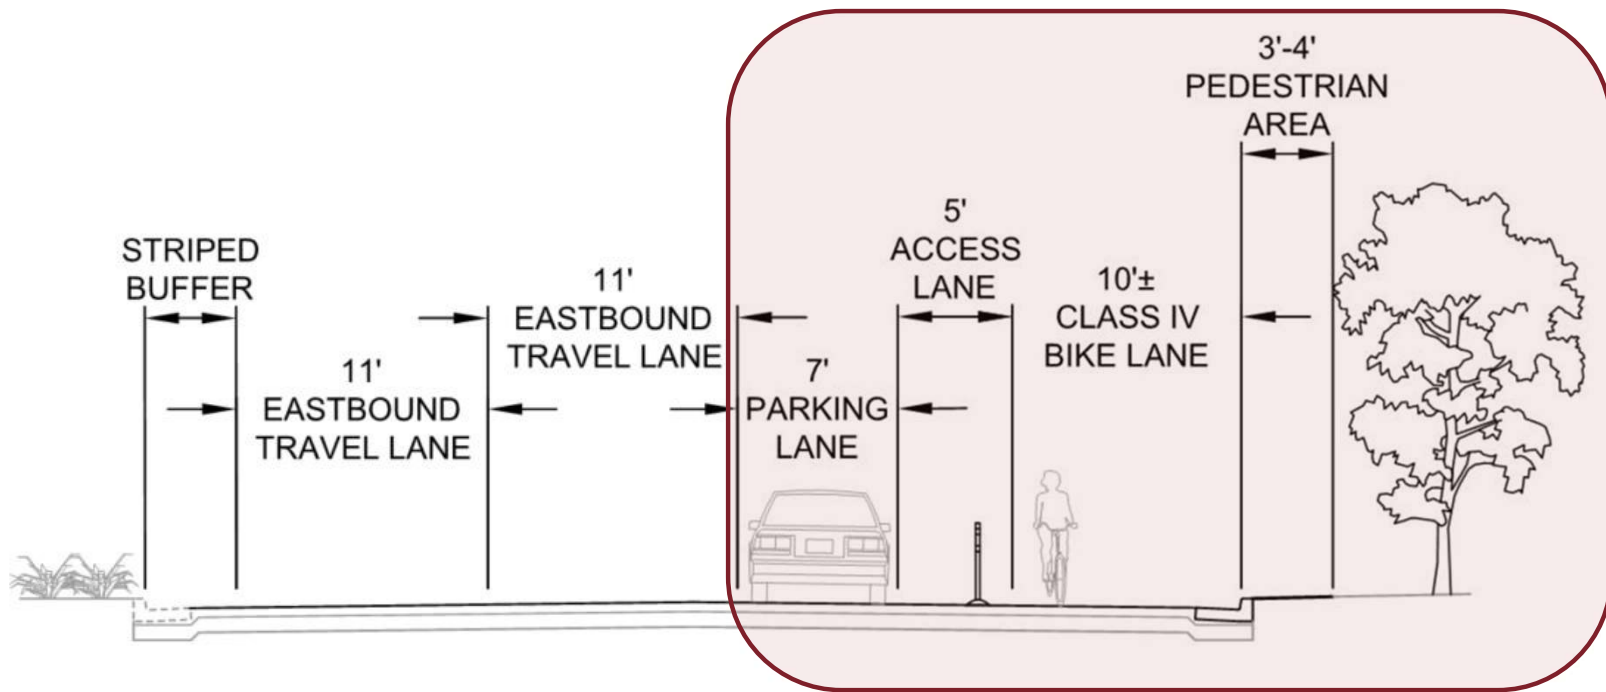 STRIPED
BUFFER
11'
EASTBOUND
TRAVEL LANE
11'
EASTBOUND
TRAVEL LANE
7'
PARKING
LANE
5'
ACCESS
LANE
10'±
CLASS IV
BIKE LANE
3'-4'
PEDESTRIAN
AREA